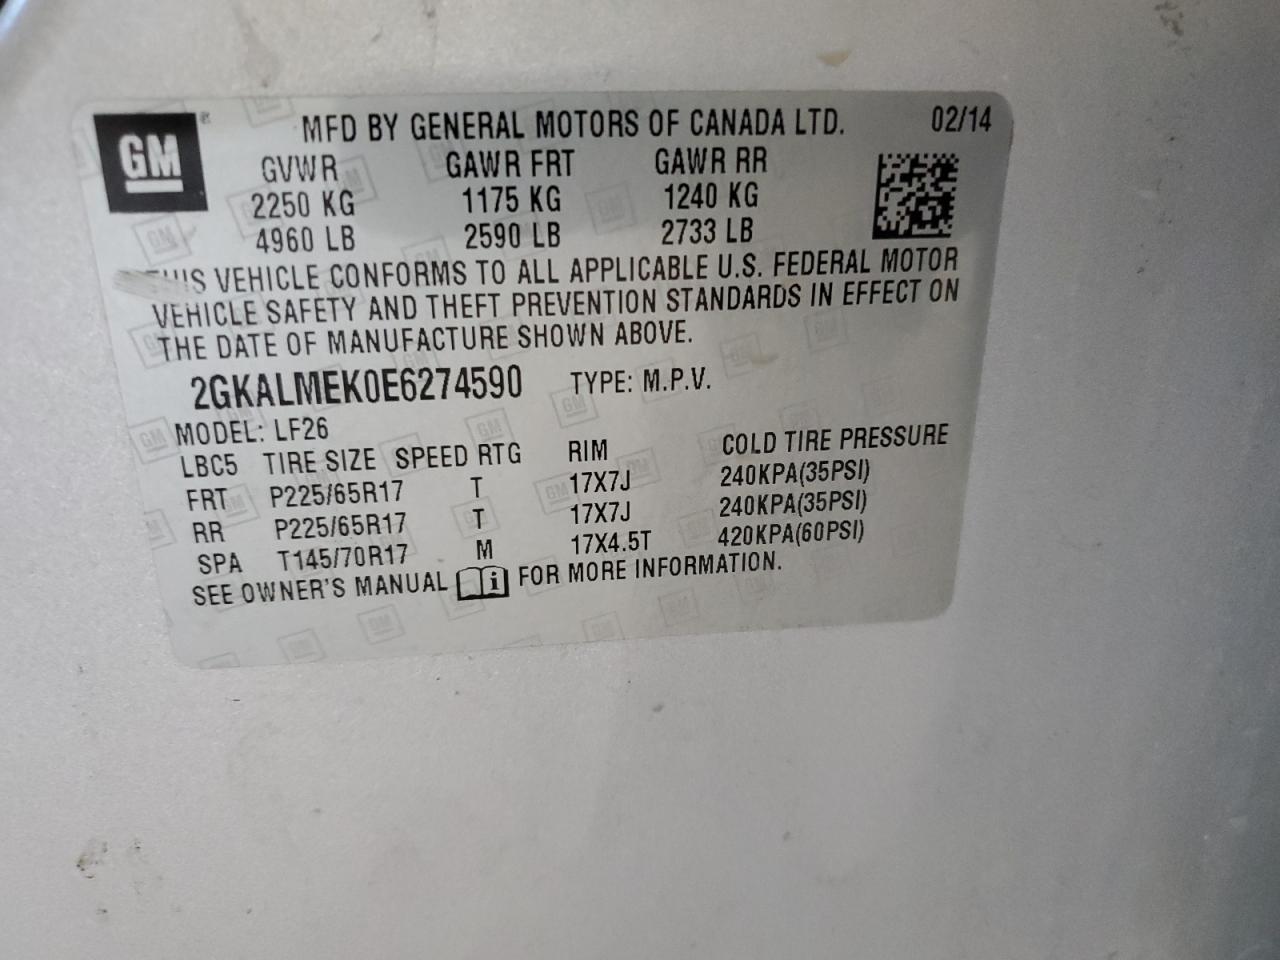 GM
MFD BY GENERAL MOTORS OF CANADA LTD. 02/14
GVWR GAWR FRT GAWR RR
2250 KG 1175 KG 1240 KG
4960 LB 2590 LB 2733 LB
THIS VEHICLE CONFORMS TO ALL APPLICABLE U.S. FEDERAL MOTOR
VEHICLE SAFETY AND THEFT PREVENTION STANDARDS IN EFFECT ON
THE DATE OF MANUFACTURE SHOWN ABOVE.
2GKALMEK0E6274590 TYPE: M.P.V.
MODEL: LF26
LBC5 TIRE SIZE SPEED RTG RIM COLD TIRE PRESSURE
FRT P225/65R17 T 17X7J 240KPA(35PSI)
RR P225/65R17 T 17X7J 240KPA(35PSI)
SPA T145/70R17 M 17X4.5T 420KPA(60PSI)
SEE OWNER'S MANUAL i FOR MORE INFORMATION.